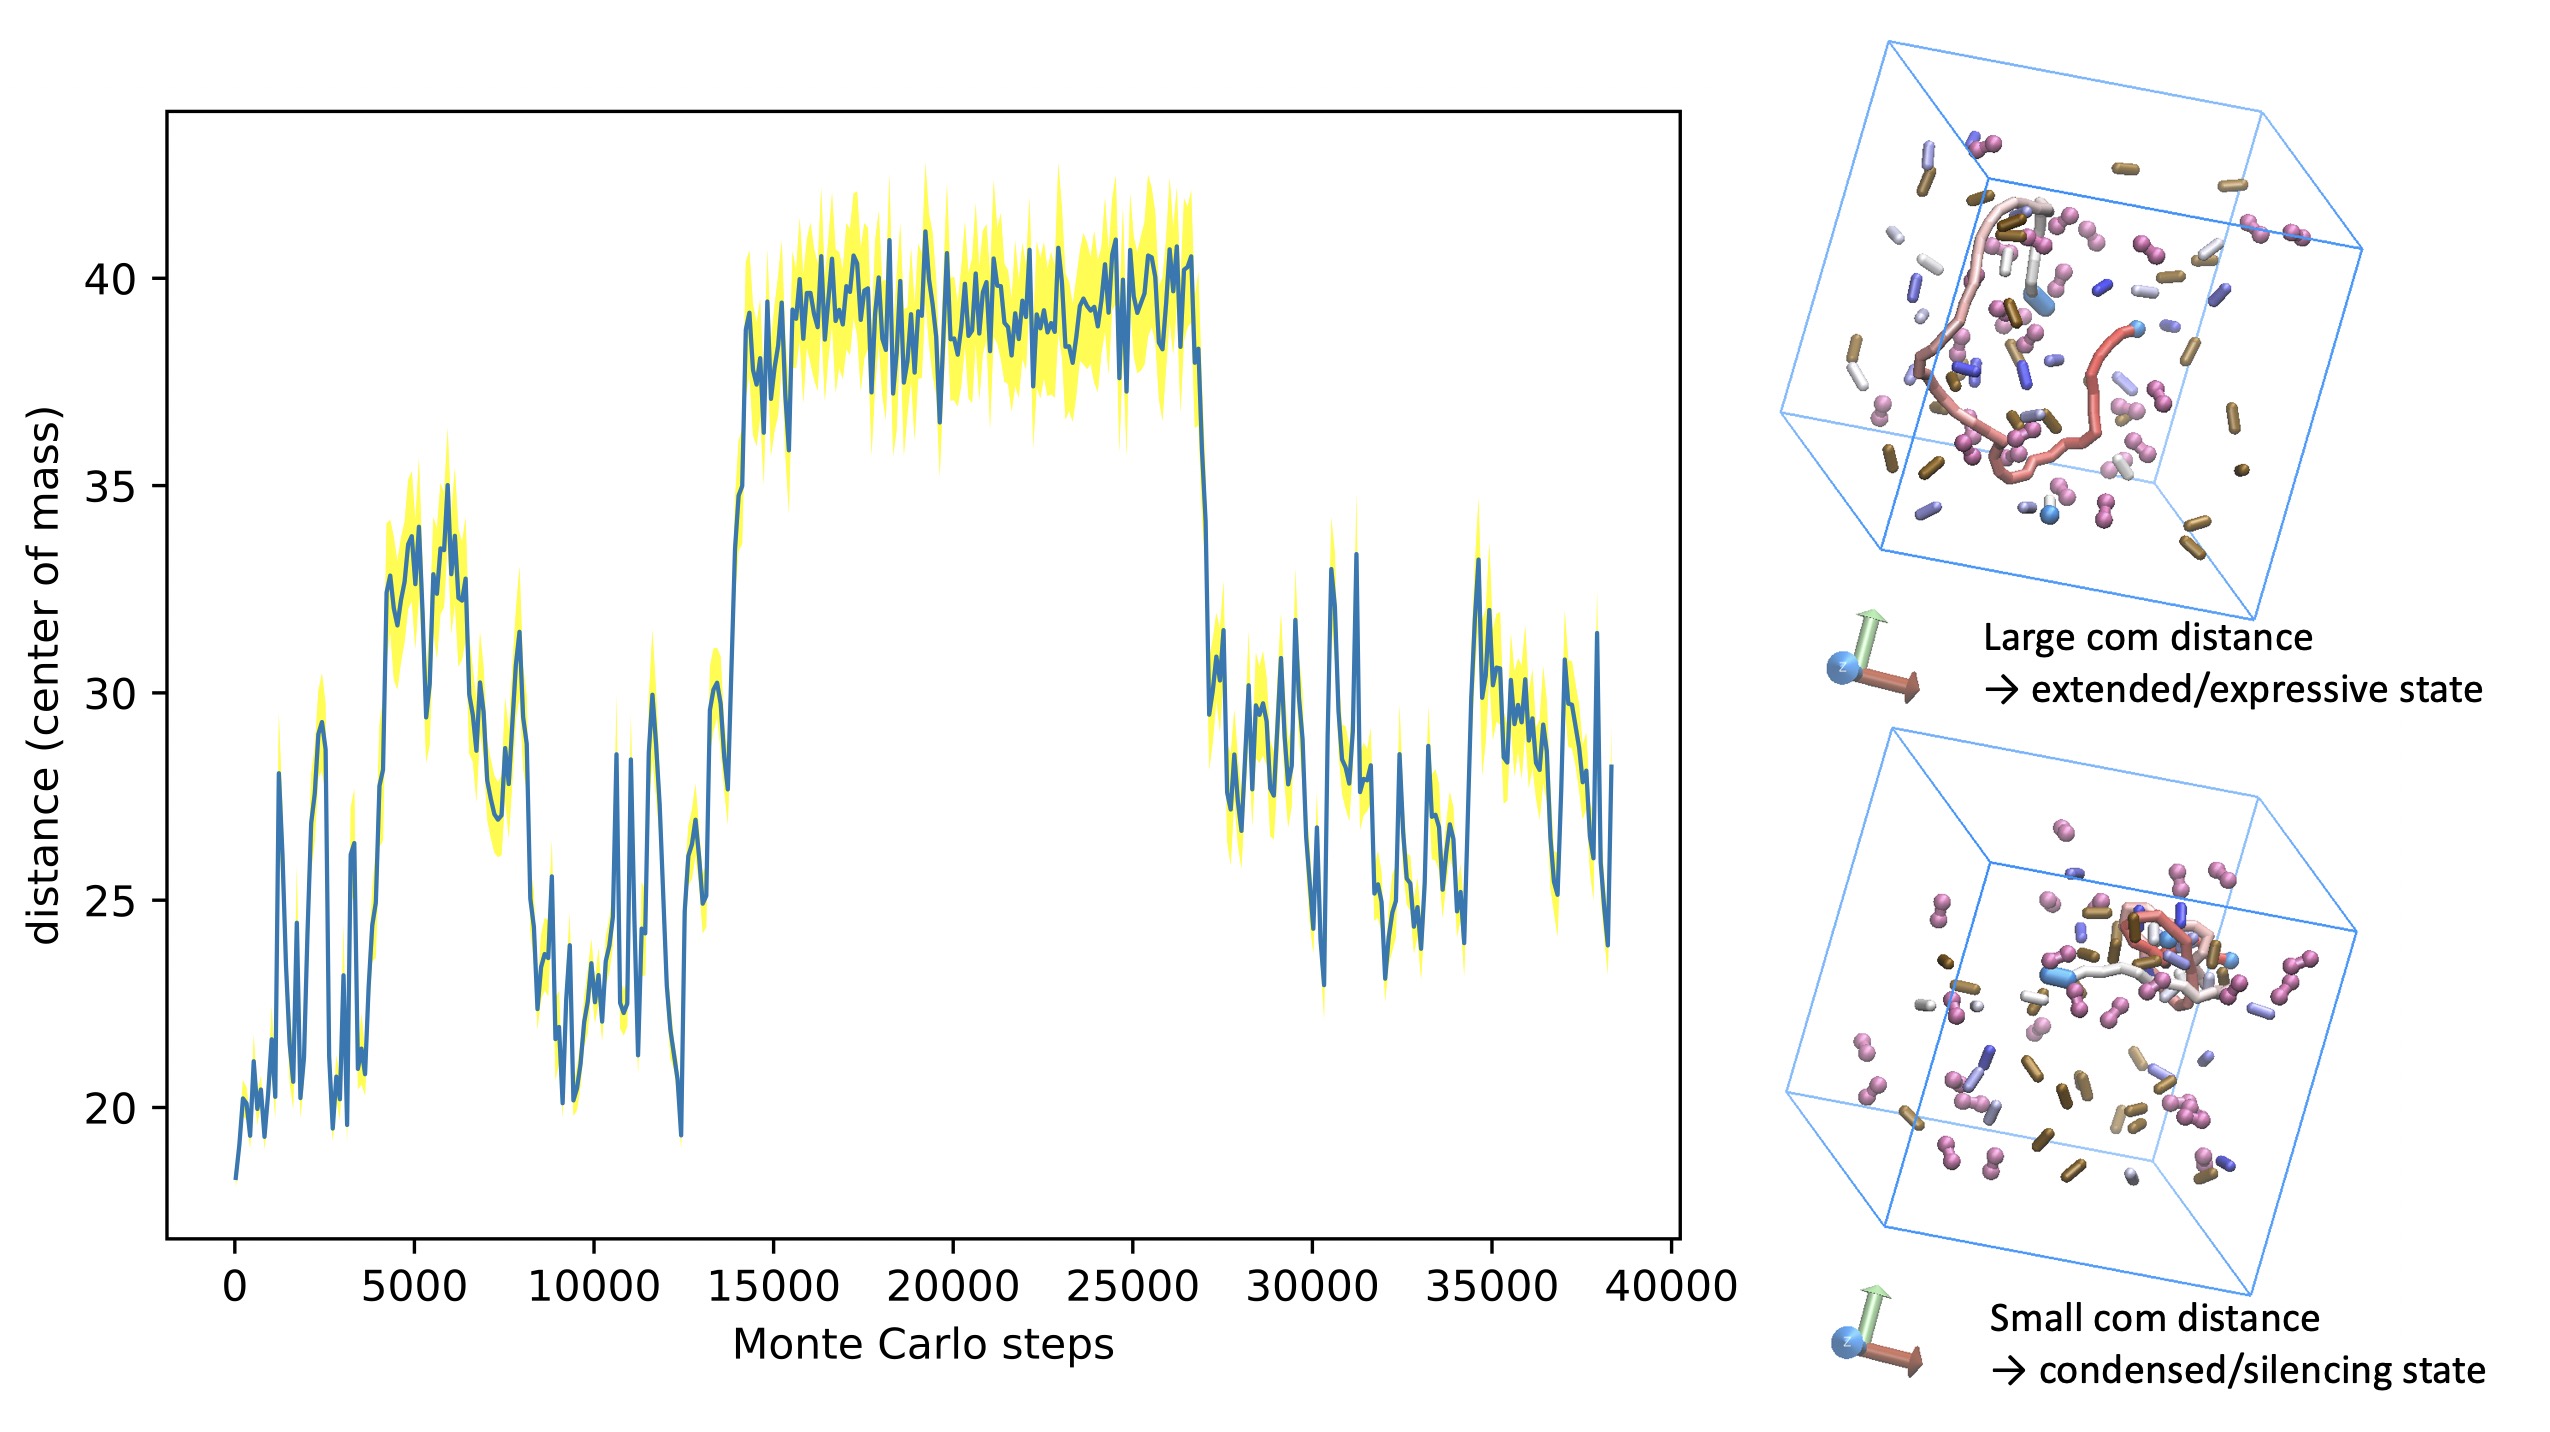 distance (center of mass)
40
35
30
25
20
0 5000 10000 15000 20000 25000 30000 35000 40000
Monte Carlo steps
Z
Large com distance
→ extended/expressive state
Z
Small com distance
→ condensed/silencing state